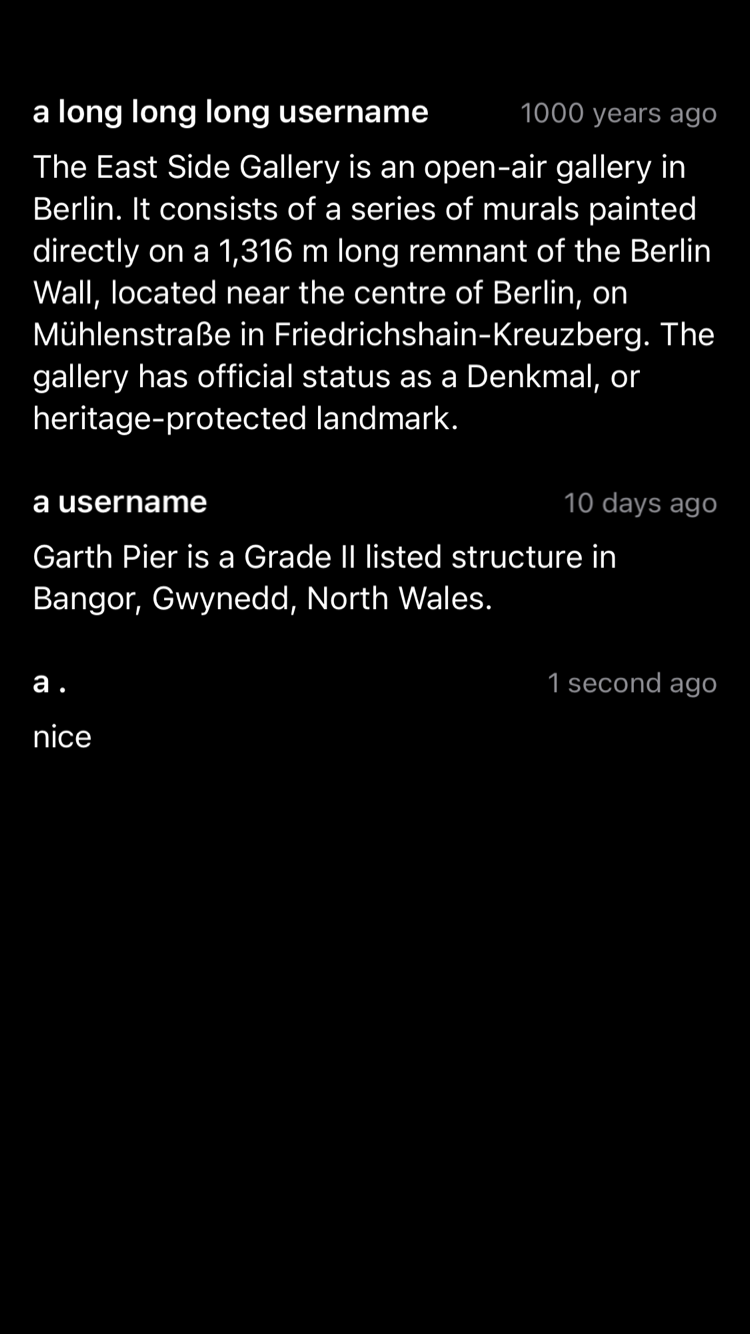 a long long long username 1000 years ago
The East Side Gallery is an open-air gallery in
Berlin. It consists of a series of murals painted
directly on a 1,316 m long remnant of the Berlin
Wall, located near the centre of Berlin, on
Mühlenstraße in Friedrichshain-Kreuzberg. The
gallery has official status as a Denkmal, or
heritage-protected landmark.
a username 10 days ago
Garth Pier is a Grade II listed structure in
Bangor, Gwynedd, North Wales.
a . 1 second ago
nice